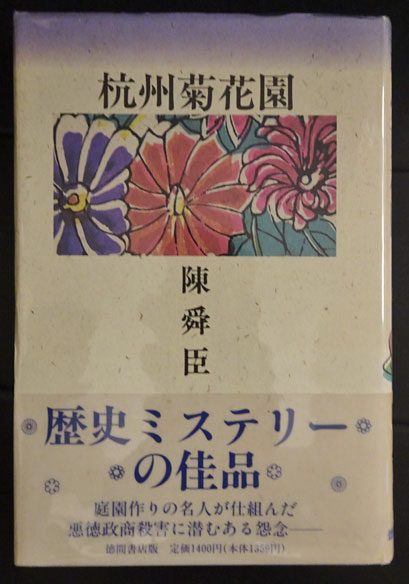 杭州菊花園
陳舜臣
歴史ミステリー
の佳品
庭園作りの名人が仕組んだ
悪徳政商殺害に潜むある怨念——
徳間書店版 定価1400円(本体1359円)